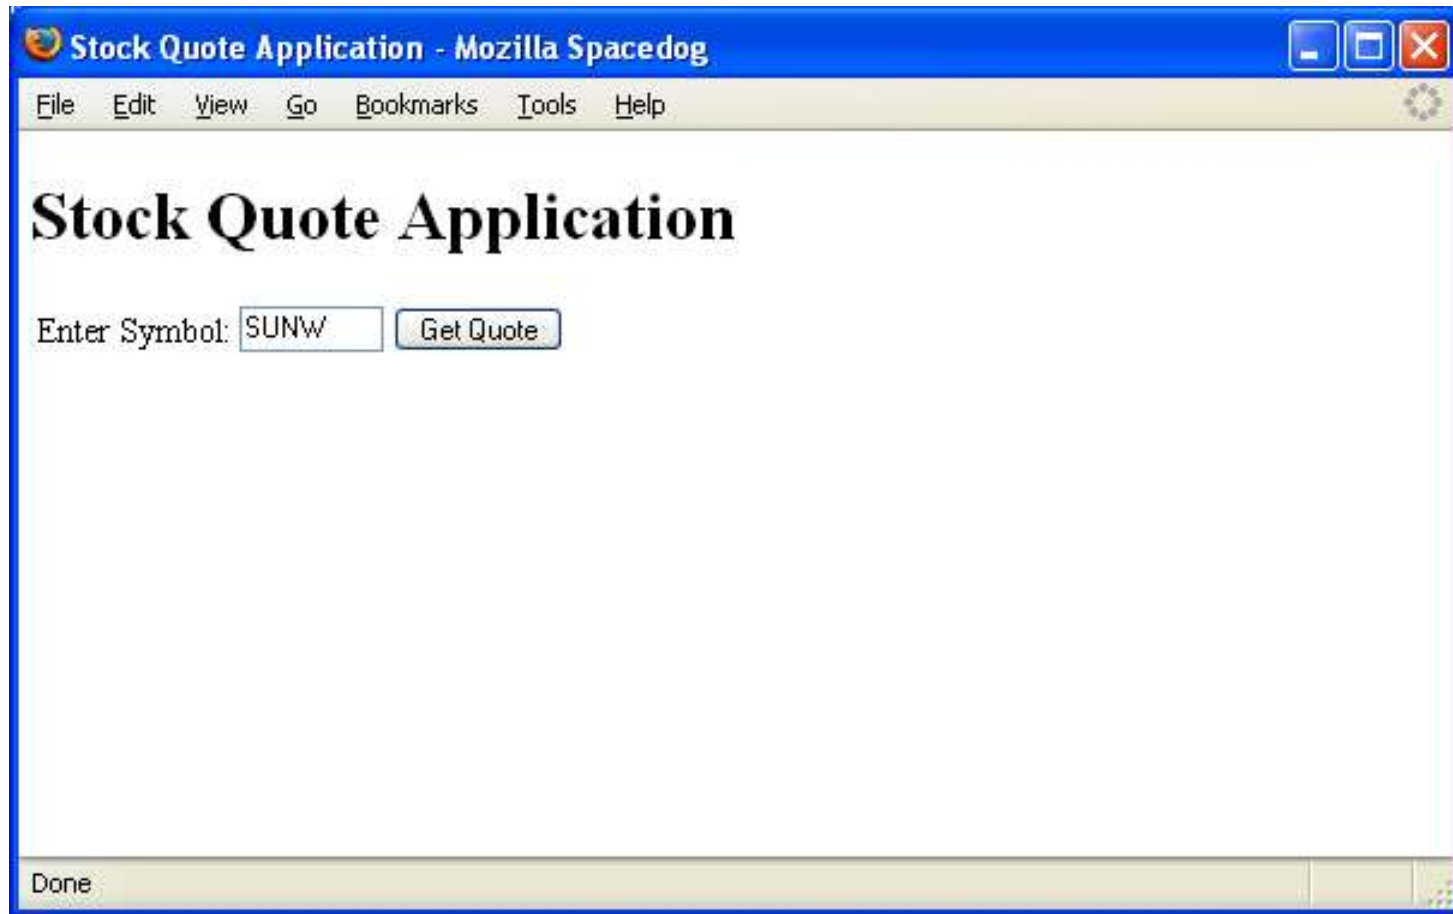 Stock Quote Application - Mozilla Spacedog
File Edit View Go Bookmarks Tools Help
Stock Quote Application
Enter Symbol: SUNW Get Quote
Done